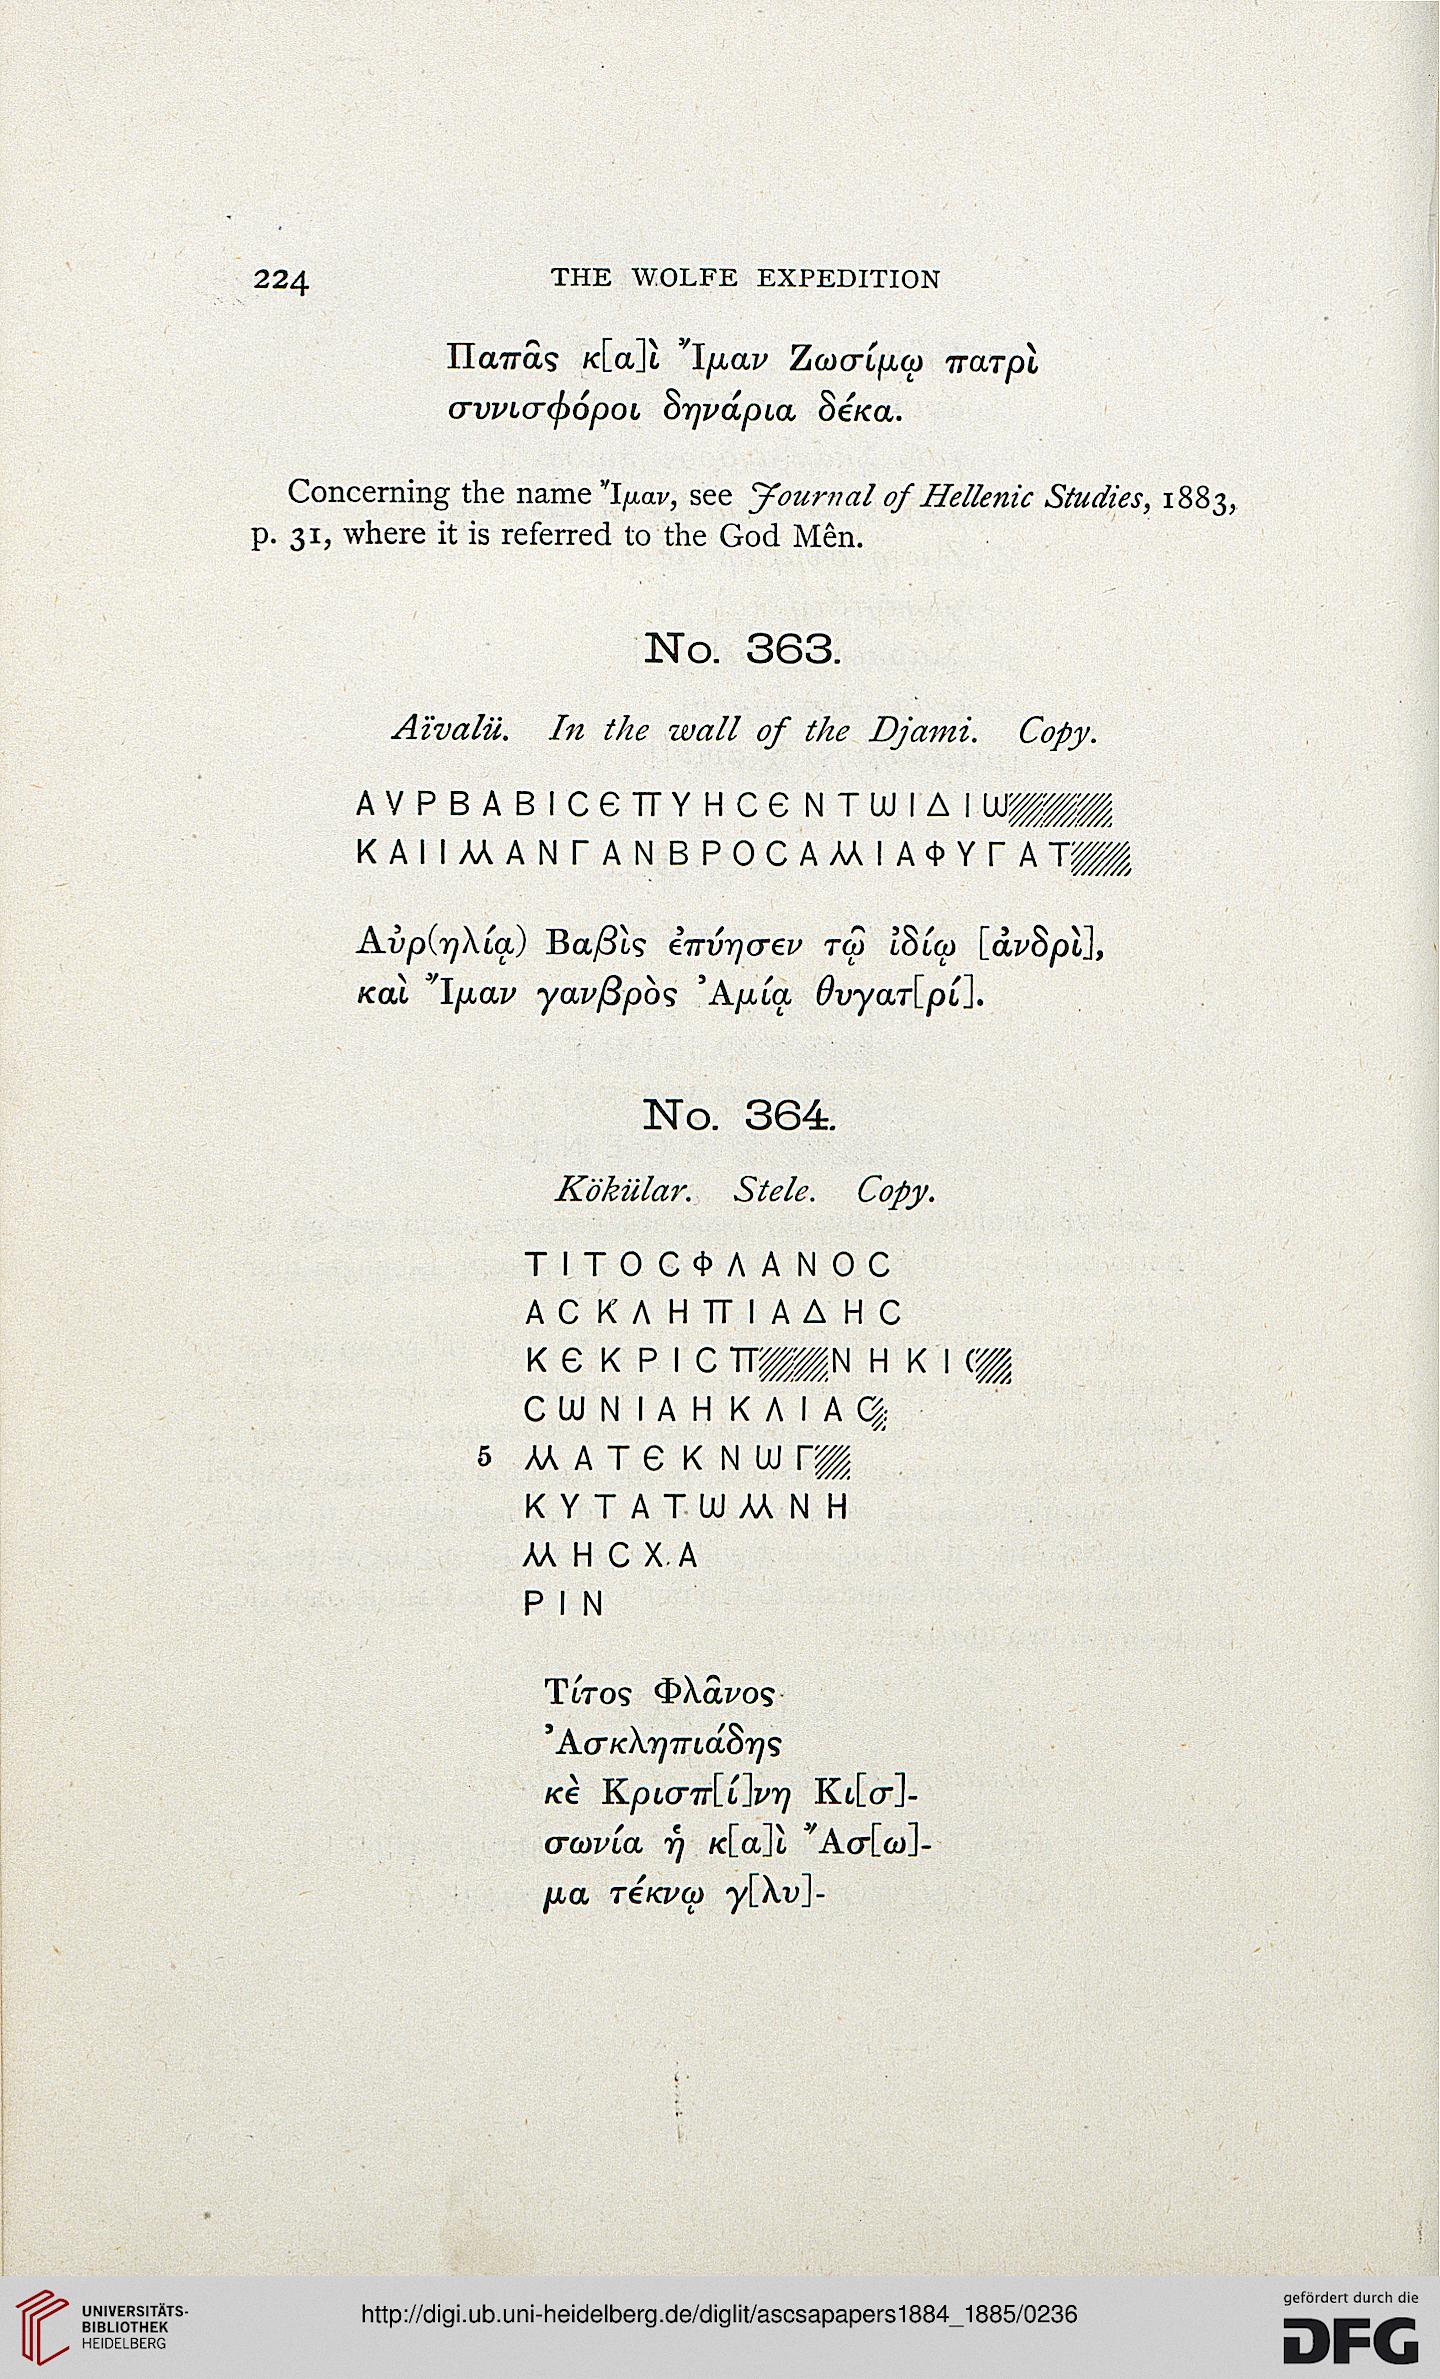 224 THE WOLFE EXPEDITION
Παπᾶς κ[α]ὶ Ἴμαν Ζωσίμῳ πατρὶ
συνισφόροι δηνάρια δέκα.
Concerning the name Ἴμαν, see Journal of Hellenic Studies, 1883,
p. 31, where it is referred to the God Mên.
No. 363.
Aïvalü. In the wall of the Djami. Copy.
ΑVΡΒΑΒΙϹЄΠΥΗϹЄΝΤѠΙΔΙѠ
ΚΑΙΙΜΑΝΓΑΝΒΡΟϹΑΜΙΑΦΥΓΑΤ
Αὐρ(ηλίᾳ) Βαβὶς ἐπύησεν τῷ ἰδίῳ [ἀνδρὶ],
καὶ Ἴμαν γανβρὸς Ἀμίᾳ θυγατ[ρί].
No. 364.
Kökülar. Stele. Copy.
ΤΙΤΟϹΦΛΑΝΟϹ
ΑϹΚΛΗΠΙΑΔΗϹ
ΚЄΚΡΙϹΠ ΝΗΚΙϹ
ϹѠΝΙΑΗΚΛΙΑϹ
5 ΜΑΤЄΚΝѠΓ
ΚΥΤΑΤѠΜΝΗ
ΜΗϹΧΑ
ΡΙΝ
Τίτος Φλᾶνος
Ἀσκληπιάδης
κὲ Κρισπ[ί]νη Κι[σ]-
σωνία ἡ κ[α]ὶ Ἄσ[ω]-
μα τέκνῳ γ[λυ]-
UNIVERSITÄTS-
BIBLIOTHEK
HEIDELBERG
http://digi.ub.uni-heidelberg.de/diglit/ascsapapers1884_1885/0236
gefördert durch die
DFG